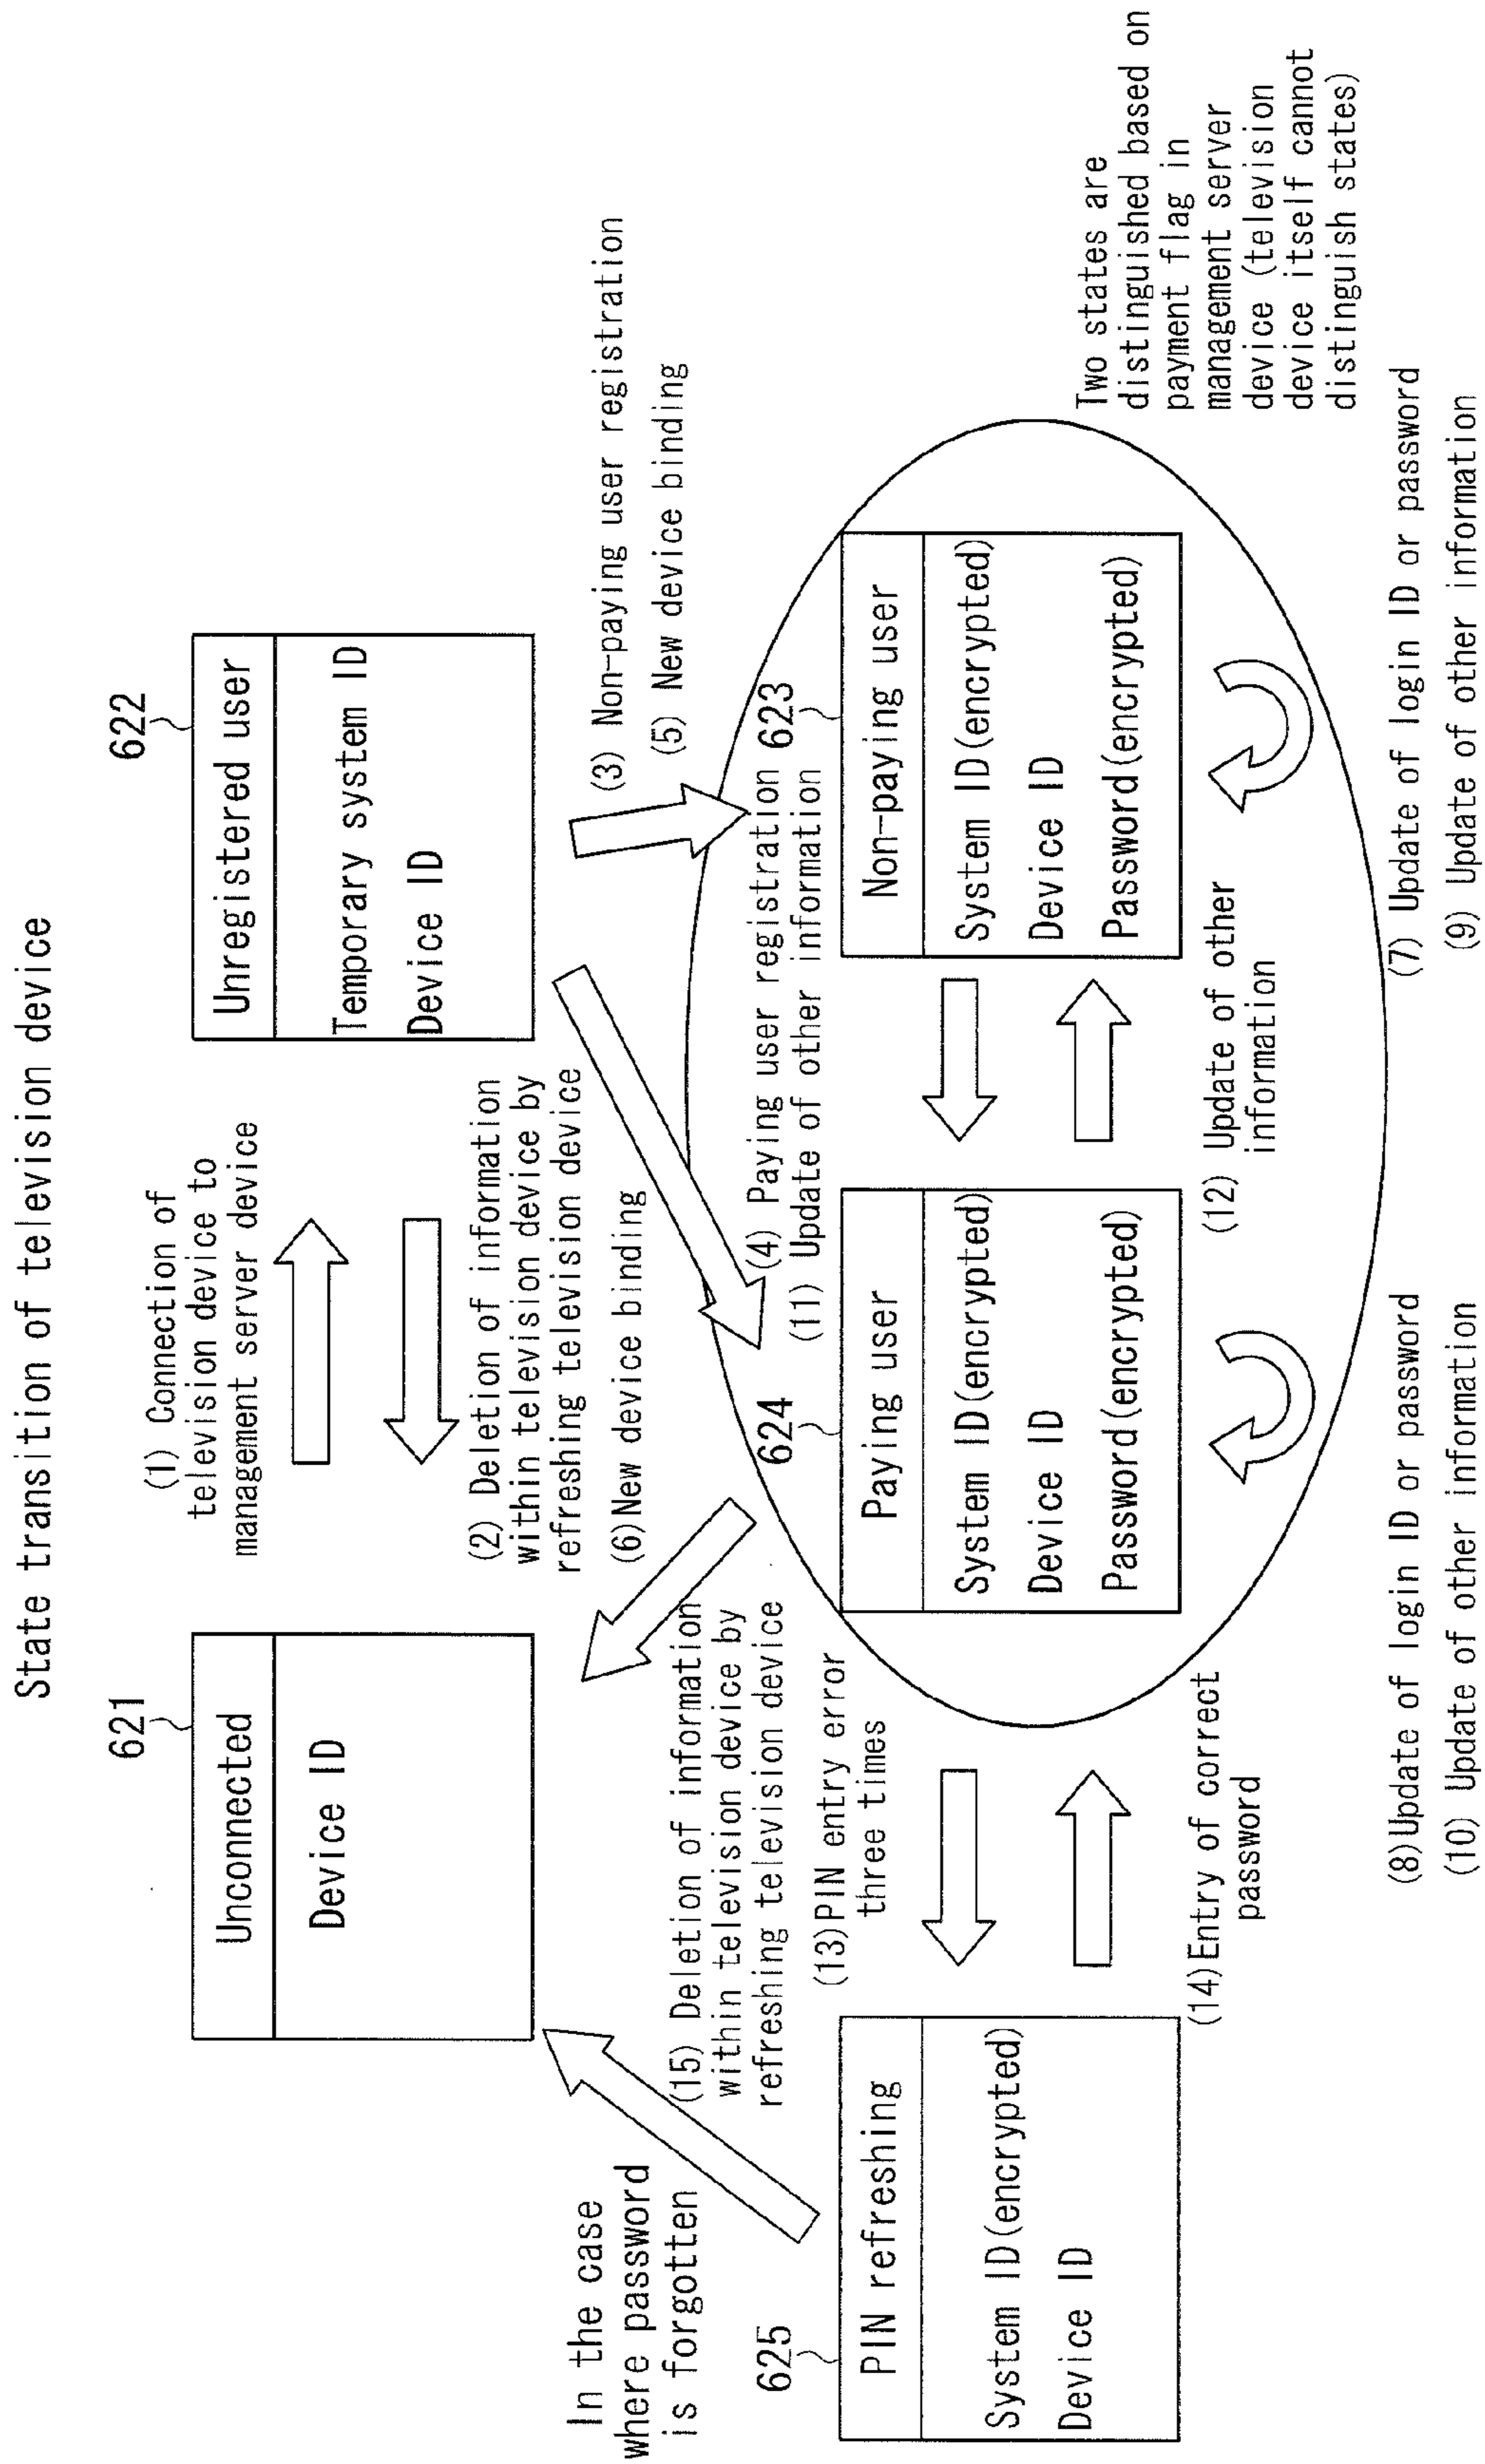 State transition of television device
621
Unconnected
Device ID
(1) Connection of
television device to
management server device
(2) Deletion of information
within television device by
refreshing television device
622
Unregistered user
Temporary system ID
Device ID
In the case
where password
is forgotten
(15) Deletion of information
within television device by
refreshing television device
(6)New device binding
(3) Non-paying user registration
(5) New device binding
(4) Paying user registration
(11) Update of other information
625
PIN refreshing
System ID(encrypted)
Device ID
(13)PIN entry error
three times
(14)Entry of correct
password
624
Paying user
System ID(encrypted)
Device ID
Password(encrypted)
(12) Update of other
information
623
Non-paying user
System ID(encrypted)
Device ID
Password(encrypted)
Two states are
distinguished based on
payment flag in
management server
device (television
device itself cannot
distinguish states)
(8)Update of login ID or password
(10) Update of other information
(7) Update of login ID or password
(9) Update of other information